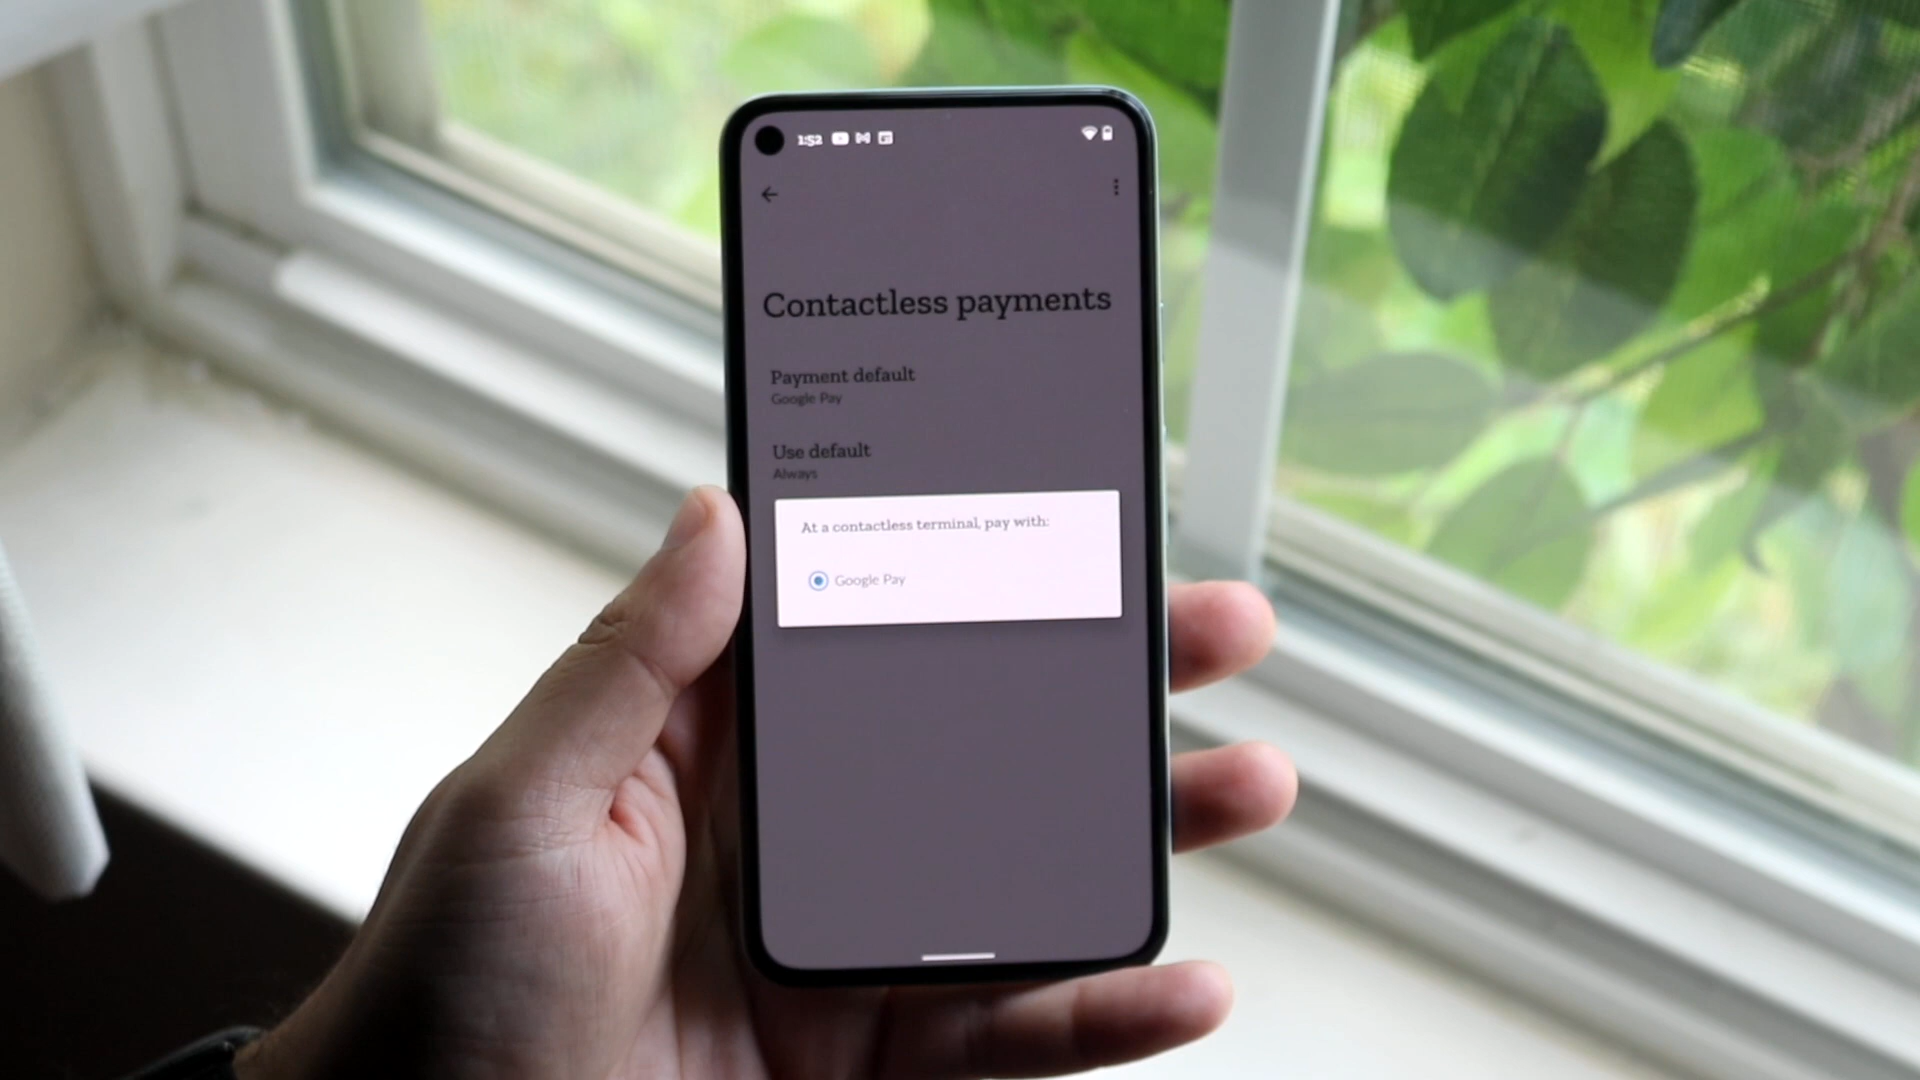 1:52
Contactless payments
Payment default
Google Pay
Use default
Always
At a contactless terminal, pay with:
Google Pay